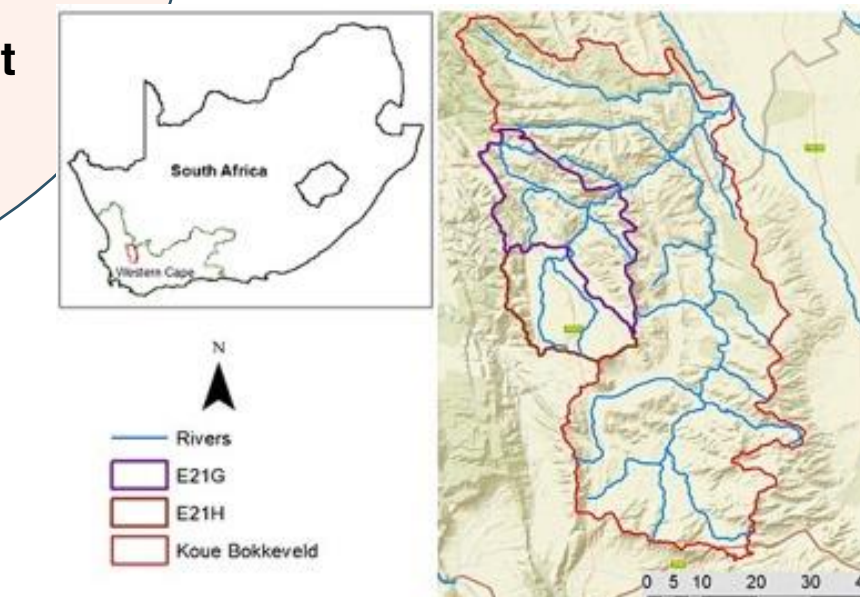 t
South Africa
Western Cape
N
Rivers
E21G
E21H
Koue Bokkeveld
0 5 10 20 30